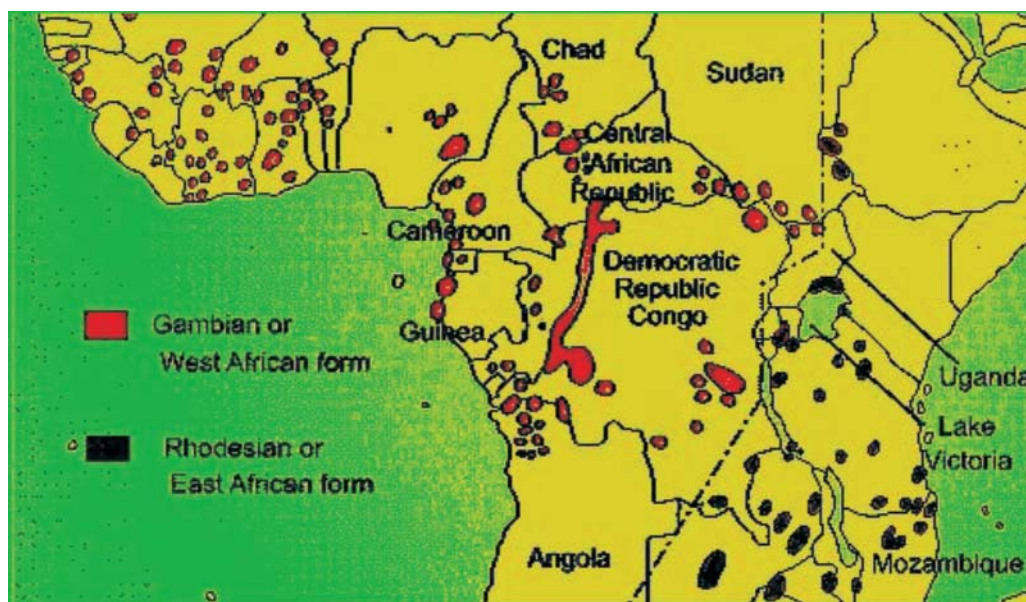 Chad
Sudan
Central
African
Republic
Cameroon
Democratic
Republic
Congo
Guinea
Gambian or
West African form
Uganda
Rhodesian or
East African form
Lake
Victoria
Angola
Mozambique